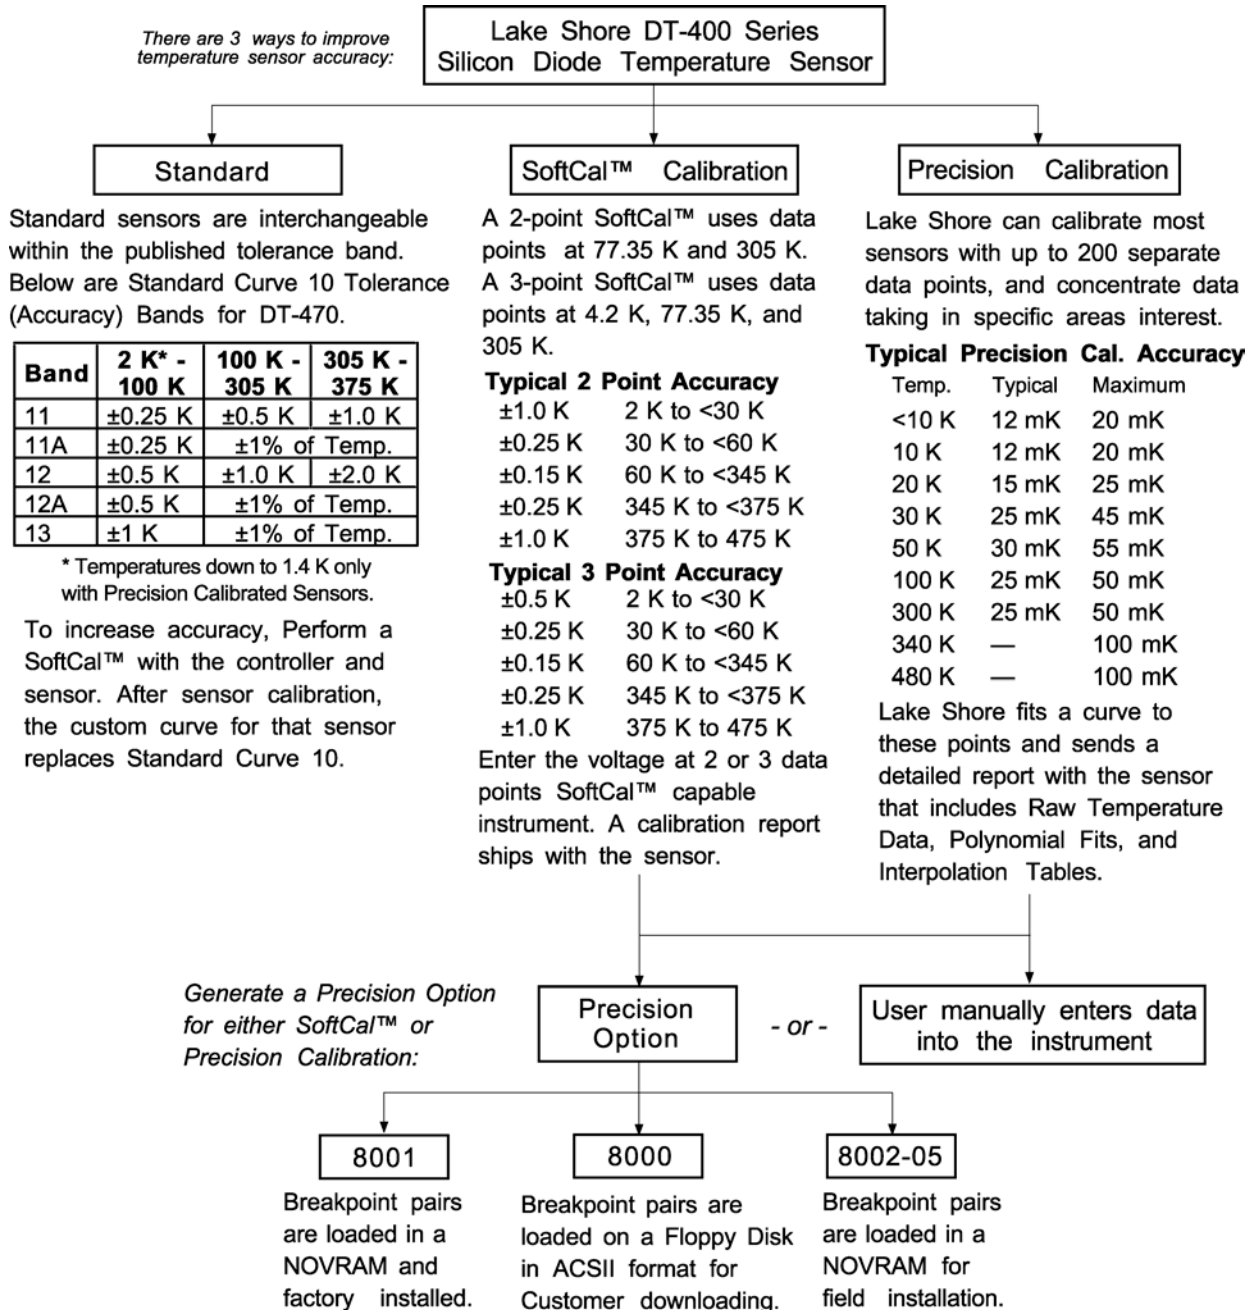 There are 3 ways to improve
temperature sensor accuracy:
Lake Shore DT-400 Series
Silicon Diode Temperature Sensor
Standard
Standard sensors are interchangeable
within the published tolerance band.
Below are Standard Curve 10 Tolerance
(Accuracy) Bands for DT-470.
Band 2 K* - 100 K - 305 K -
100 K 305 K 375 K
11 ±0.25 K ±0.5 K ±1.0 K
11A ±0.25 K ±1% of Temp.
12 ±0.5 K ±1.0 K ±2.0 K
12A ±0.5 K ±1% of Temp.
13 ±1 K ±1% of Temp.
* Temperatures down to 1.4 K only
with Precision Calibrated Sensors.
To increase accuracy, Perform a
SoftCal™ with the controller and
sensor. After sensor calibration,
the custom curve for that sensor
replaces Standard Curve 10.
SoftCal™ Calibration
A 2-point SoftCal™ uses data
points at 77.35 K and 305 K.
A 3-point SoftCal™ uses data
points at 4.2 K, 77.35 K, and
305 K.
Typical 2 Point Accuracy
±1.0 K 2 K to <30 K
±0.25 K 30 K to <60 K
±0.15 K 60 K to <345 K
±0.25 K 345 K to <375 K
±1.0 K 375 K to 475 K
Typical 3 Point Accuracy
±0.5 K 2 K to <30 K
±0.25 K 30 K to <60 K
±0.15 K 60 K to <345 K
±0.25 K 345 K to <375 K
±1.0 K 375 K to 475 K
Enter the voltage at 2 or 3 data
points SoftCal™ capable
instrument. A calibration report
ships with the sensor.
Precision Calibration
Lake Shore can calibrate most
sensors with up to 200 separate
data points, and concentrate data
taking in specific areas interest.
Typical Precision Cal. Accuracy
Temp. Typical Maximum
<10 K 12 mK 20 mK
10 K 12 mK 20 mK
20 K 15 mK 25 mK
30 K 25 mK 45 mK
50 K 30 mK 55 mK
100 K 25 mK 50 mK
300 K 25 mK 50 mK
340 K — 100 mK
480 K — 100 mK
Lake Shore fits a curve to
these points and sends a
detailed report with the sensor
that includes Raw Temperature
Data, Polynomial Fits, and
Interpolation Tables.
Generate a Precision Option
for either SoftCal™ or
Precision Calibration:
Precision
Option
- or -
User manually enters data
into the instrument
8001
Breakpoint pairs
are loaded in a
NOVRAM and
factory installed.
8000
Breakpoint pairs are
loaded on a Floppy Disk
in ACSII format for
Customer downloading.
8002-05
Breakpoint pairs
are loaded in a
NOVRAM for
field installation.